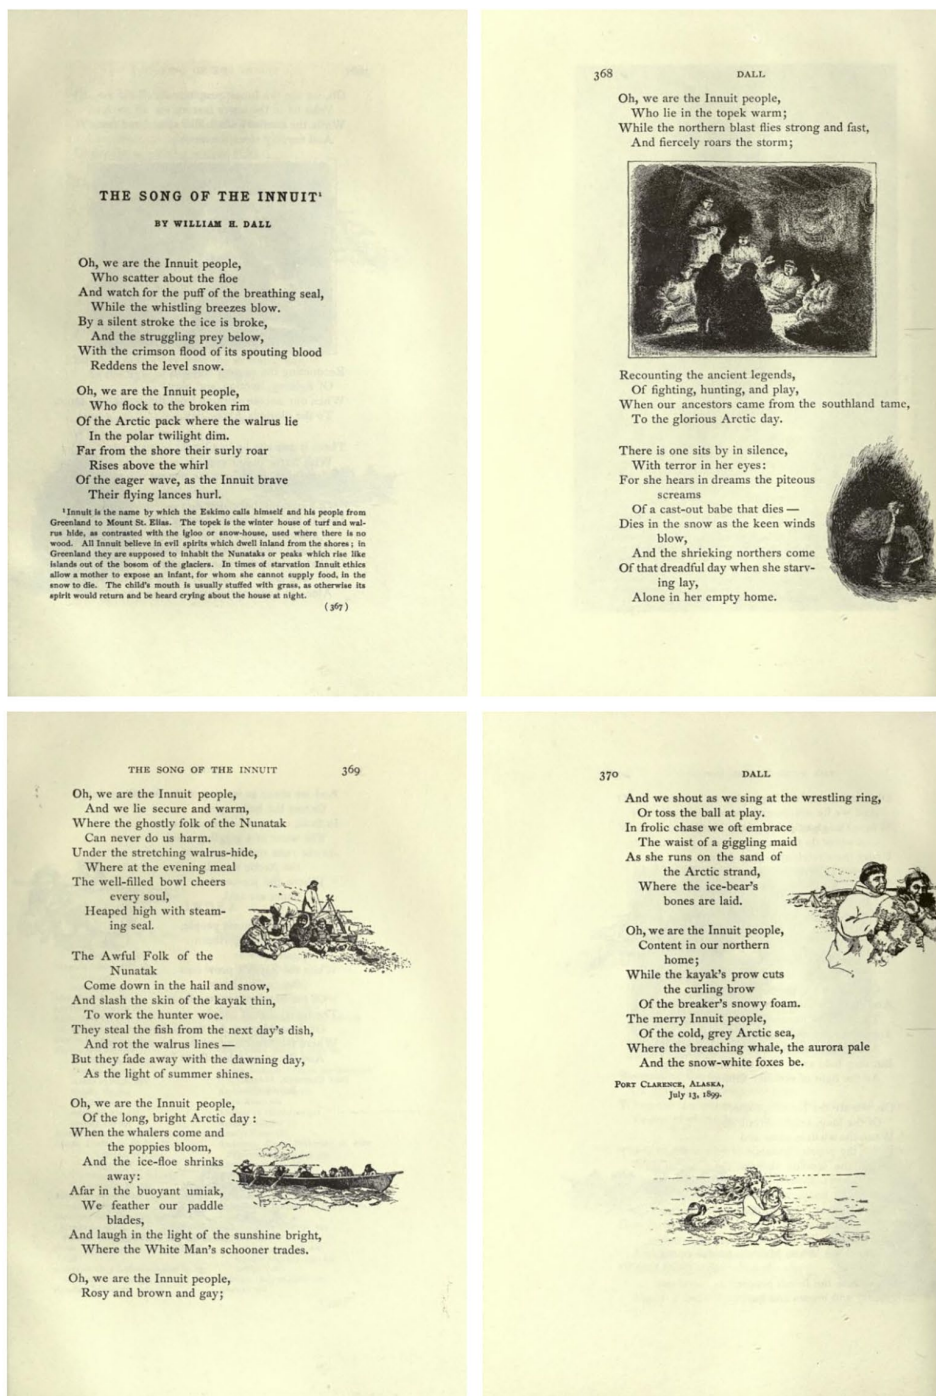 THE SONG OF THE INNUIT¹
BY WILLIAM H. DALL
Oh, we are the Innuit people,
Who scatter about the floe
And watch for the puff of the breathing seal,
While the whistling breezes blow.
By a silent stroke the ice is broke,
And the struggling prey below,
With the crimson flood of its spouting blood
Reddens the level snow.
Oh, we are the Innuit people,
Who flock to the broken rim
Of the Arctic pack where the walrus lie
In the polar twilight dim.
Far from the shore their surly roar
Rises above the whirl
Of the eager wave, as the Innuit brave
Their flying lances hurl.
¹Innuit is the name by which the Eskimo calls himself and his people from
Greenland to Mount St. Elias. The topek is the winter house of turf and wal-
rus hide, as contrasted with the igloo or snow-house, used where there is no
wood. All Innuit believe in evil spirits which dwell inland from the shores; in
Greenland they are supposed to inhabit the Nunataks or peaks which rise like
islands out of the bosom of the glaciers. In times of starvation Innuit ethics
allow a mother to expose an infant, for whom she cannot supply food, in the
snow to die. The child's mouth is usually stuffed with grass, as otherwise its
spirit would return and be heard crying about the house at night.
(367)
368 DALL
Oh, we are the Innuit people,
Who lie in the topek warm;
While the northern blast flies strong and fast,
And fiercely roars the storm;
Recounting the ancient legends,
Of fighting, hunting, and play,
When our ancestors came from the southland tame,
To the glorious Arctic day.
There is one sits by in silence,
With terror in her eyes:
For she hears in dreams the piteous
screams
Of a cast-out babe that dies —
Dies in the snow as the keen winds
blow,
And the shrieking northers come
Of that dreadful day when she starv-
ing lay,
Alone in her empty home.
THE SONG OF THE INNUIT 369
Oh, we are the Innuit people,
And we lie secure and warm,
Where the ghostly folk of the Nunatak
Can never do us harm.
Under the stretching walrus-hide,
Where at the evening meal
The well-filled bowl cheers
every soul,
Heaped high with steam-
ing seal.
The Awful Folk of the
Nunatak
Come down in the hail and snow,
And slash the skin of the kayak thin,
To work the hunter woe.
They steal the fish from the next day's dish,
And rot the walrus lines —
But they fade away with the dawning day,
As the light of summer shines.
Oh, we are the Innuit people,
Of the long, bright Arctic day:
When the whalers come and
the poppies bloom,
And the ice-floe shrinks
away:
Afar in the buoyant umiak,
We feather our paddle
blades,
And laugh in the light of the sunshine bright,
Where the White Man's schooner trades.
Oh, we are the Innuit people,
Rosy and brown and gay;
370 DALL
And we shout as we sing at the wrestling ring,
Or toss the ball at play.
In frolic chase we oft embrace
The waist of a giggling maid
As she runs on the sand of
the Arctic strand,
Where the ice-bear's
bones are laid.
Oh, we are the Innuit people,
Content in our northern
home;
While the kayak's prow cuts
the curling brow
Of the breaker's snowy foam.
The merry Innuit people,
Of the cold, grey Arctic sea,
Where the breaching whale, the aurora pale
And the snow-white foxes be.
PORT CLARENCE, ALASKA,
July 13, 1899.